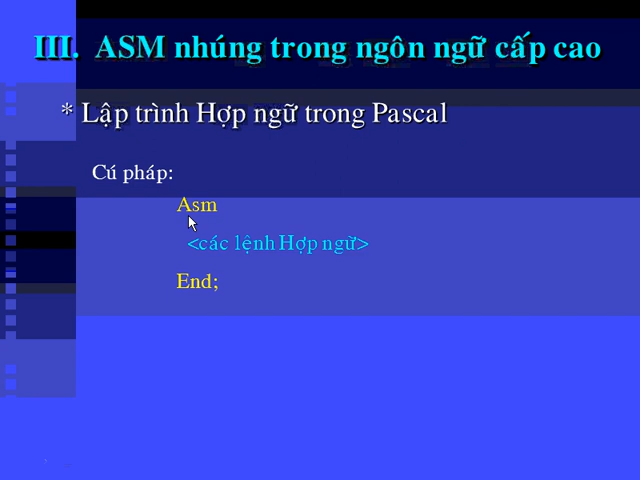 III. ASM nhúng trong ngôn ngữ cấp cao
* Lập trình Hợp ngữ trong Pascal
Cú pháp:
Asm
<các lệnh Hợp ngữ>
End;